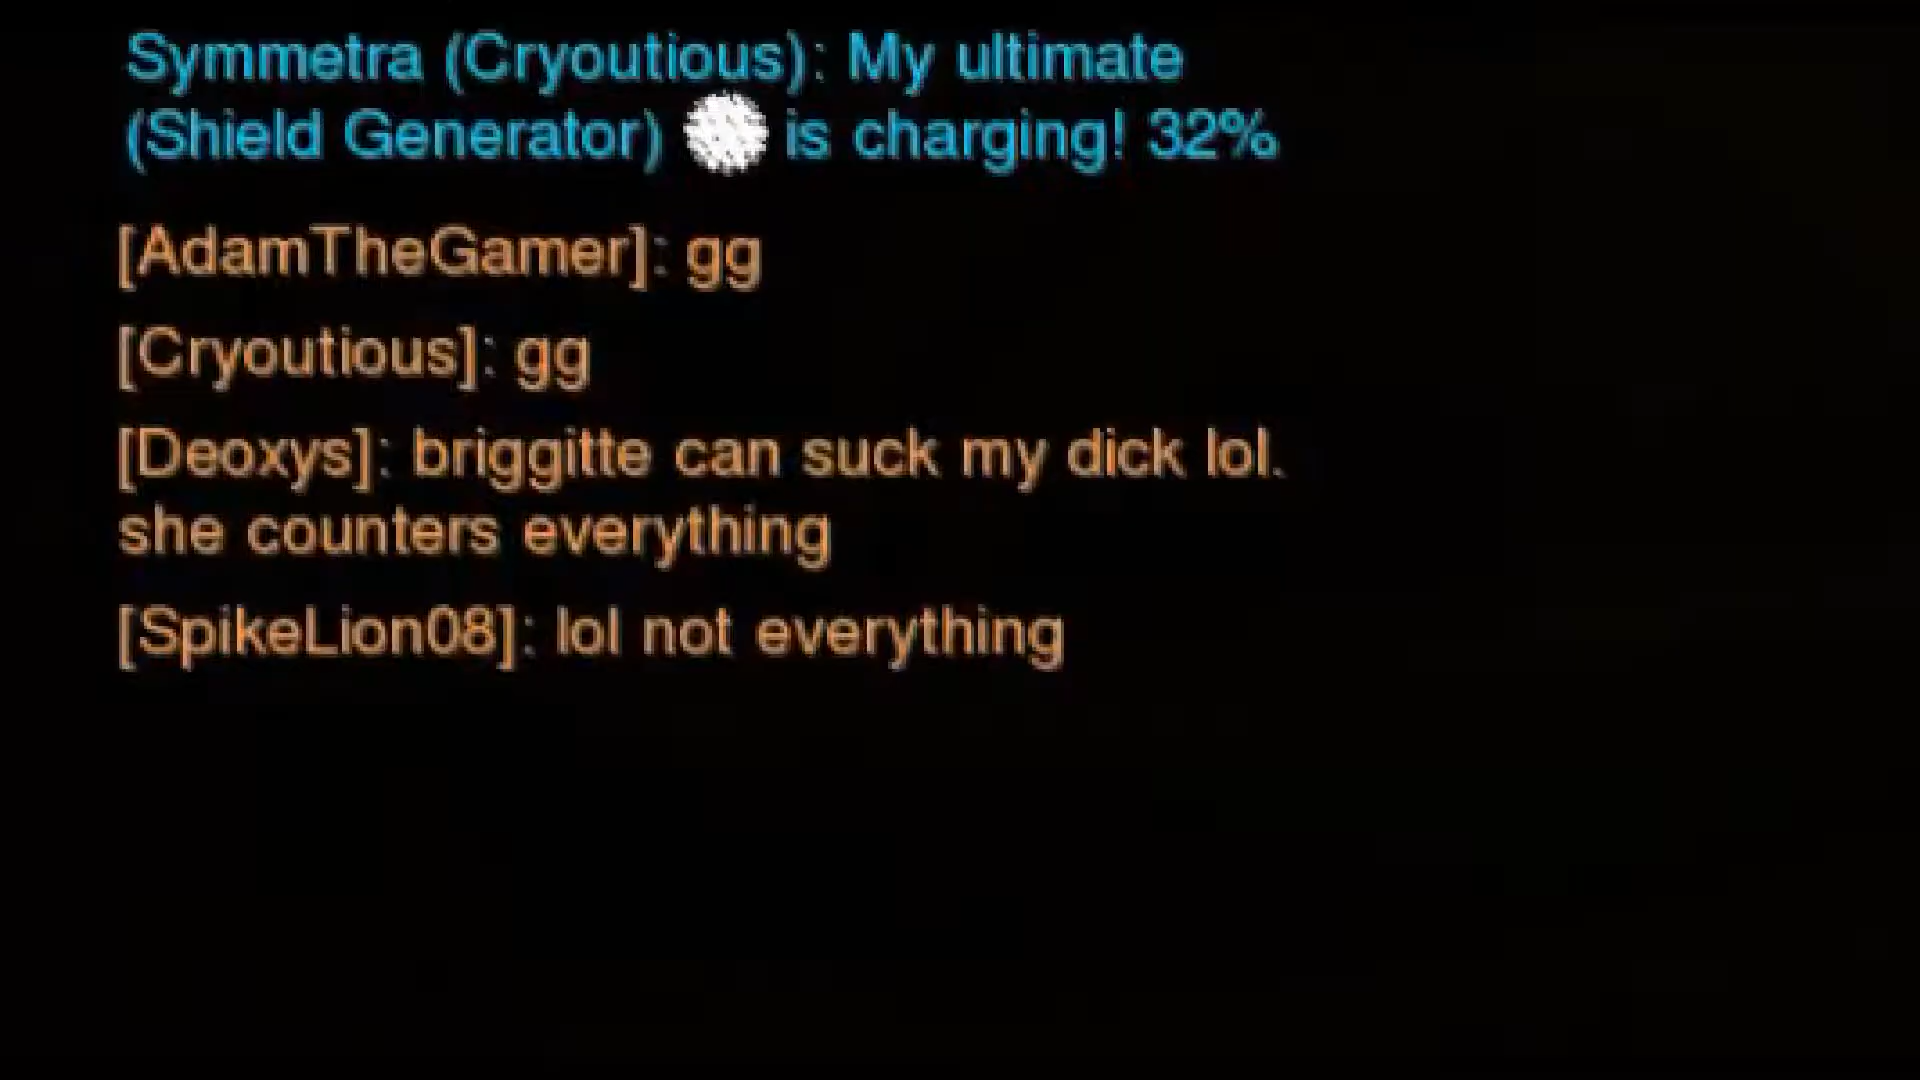 Symmetra (Cryoutious): My ultimate
(Shield Generator) is charging! 32%
[AdamTheGamer]: gg
[Cryoutious]: gg
[Deoxys]: briggitte can suck my dick lol.
she counters everything
[SpikeLion08]: lol not everything